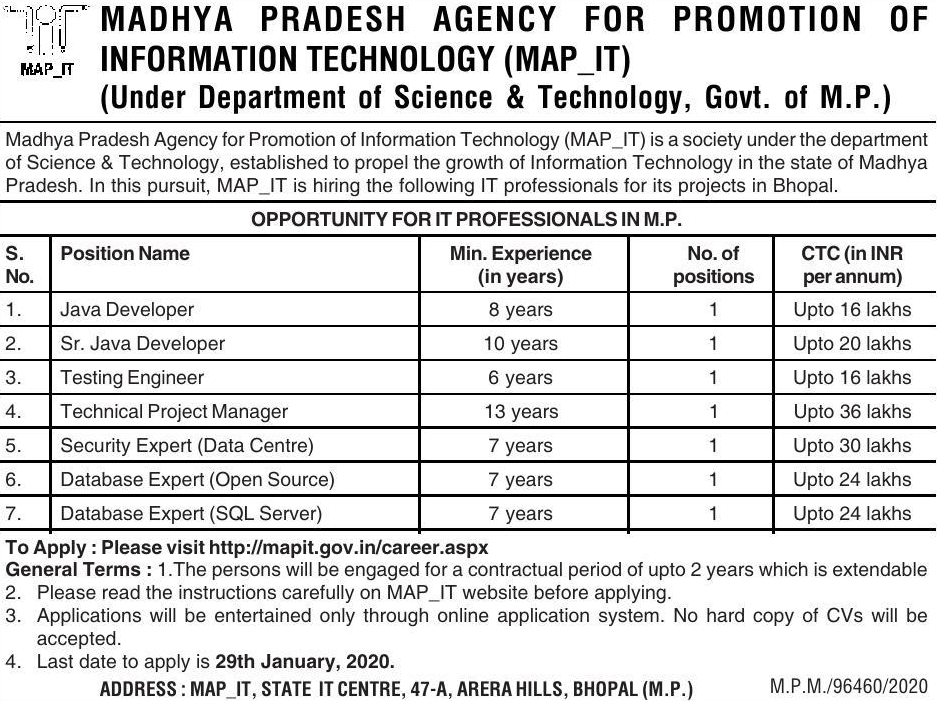 MAP_IT
MADHYA PRADESH AGENCY FOR PROMOTION OF
INFORMATION TECHNOLOGY (MAP_IT)
(Under Department of Science & Technology, Govt. of M.P.)
Madhya Pradesh Agency for Promotion of Information Technology (MAP_IT) is a society under the department
of Science & Technology, established to propel the growth of Information Technology in the state of Madhya
Pradesh. In this pursuit, MAP_IT is hiring the following IT professionals for its projects in Bhopal.
OPPORTUNITY FOR IT PROFESSIONALS IN M.P.
S. No. Position Name Min. Experience (in years) No. of positions CTC (in INR per annum)
1. Java Developer 8 years 1 Upto 16 lakhs
2. Sr. Java Developer 10 years 1 Upto 20 lakhs
3. Testing Engineer 6 years 1 Upto 16 lakhs
4. Technical Project Manager 13 years 1 Upto 36 lakhs
5. Security Expert (Data Centre) 7 years 1 Upto 30 lakhs
6. Database Expert (Open Source) 7 years 1 Upto 24 lakhs
7. Database Expert (SQL Server) 7 years 1 Upto 24 lakhs
To Apply : Please visit http://mapit.gov.in/career.aspx
General Terms : 1.The persons will be engaged for a contractual period of upto 2 years which is extendable
2. Please read the instructions carefully on MAP_IT website before applying.
3. Applications will be entertained only through online application system. No hard copy of CVs will be
accepted.
4. Last date to apply is 29th January, 2020.
ADDRESS : MAP_IT, STATE IT CENTRE, 47-A, ARERA HILLS, BHOPAL (M.P.)
M.P.M./96460/2020